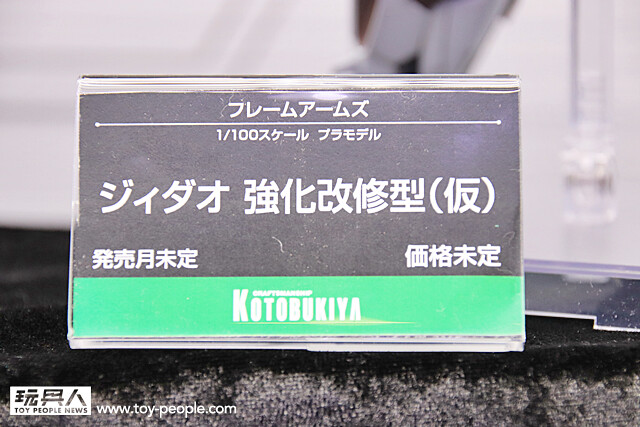 フレームアームズ
1/100スケール プラモデル
ジィダオ 強化改修型(仮)
発売月未定
価格未定
CRAFTSMANSHIP
KOTOBUKIYA
玩具人
TOY PEOPLE NEWS
www.toy-people.com